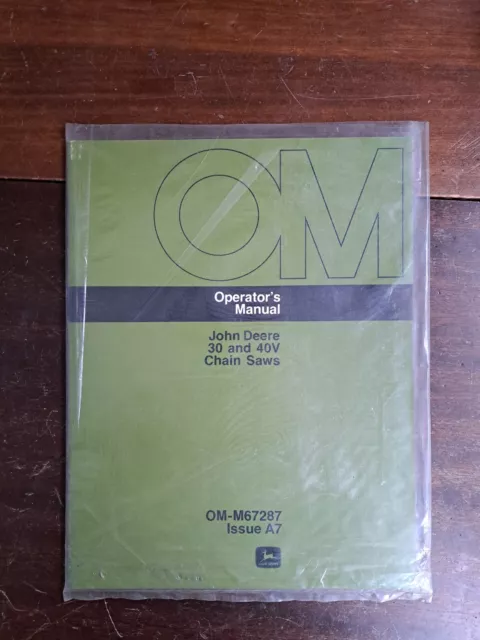 OM
Operator's
Manual
John Deere
30 and 40V
Chain Saws
OM-M67287
Issue A7